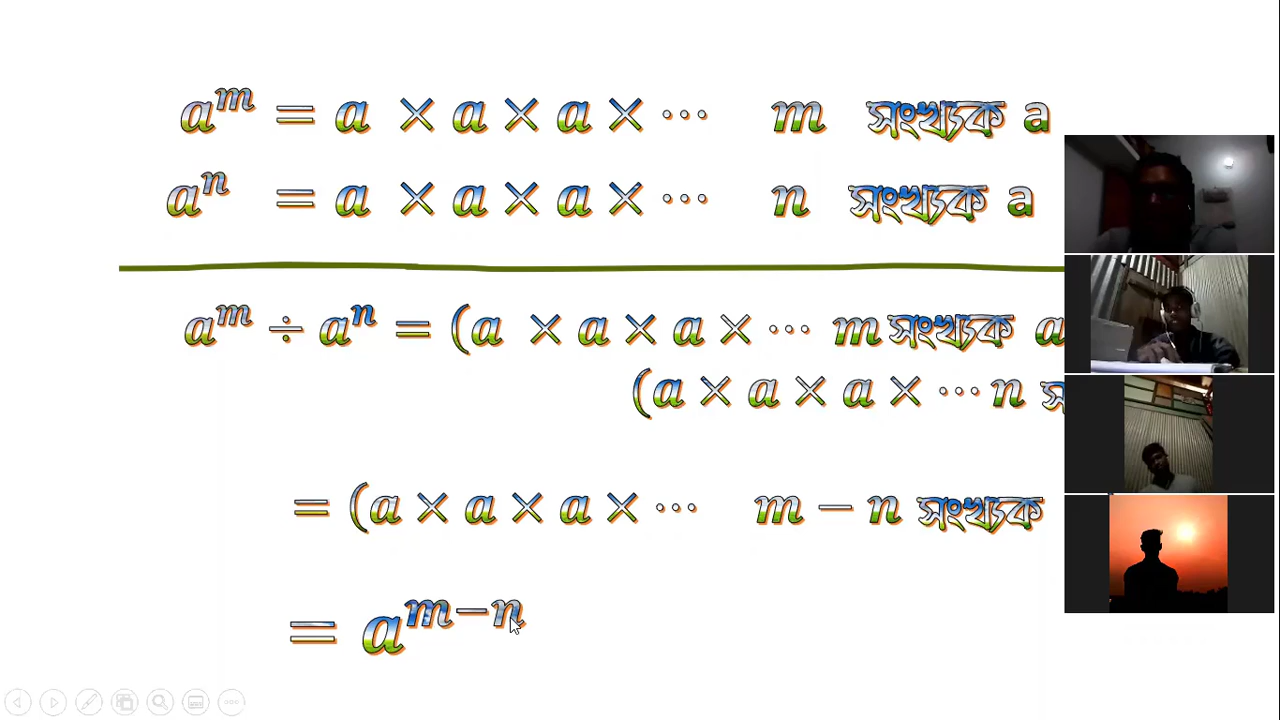 aᵐ = a × a × a × ⋯ m সংখ্যক a
aⁿ = a × a × a × ⋯ n সংখ্যক a
aᵐ ÷ aⁿ = (a × a × a × ⋯ m সংখ্যক a
(a × a × a × ⋯ n
= (a × a × a × ⋯ m − n সংখ্যক
= aᵐ⁻ⁿ